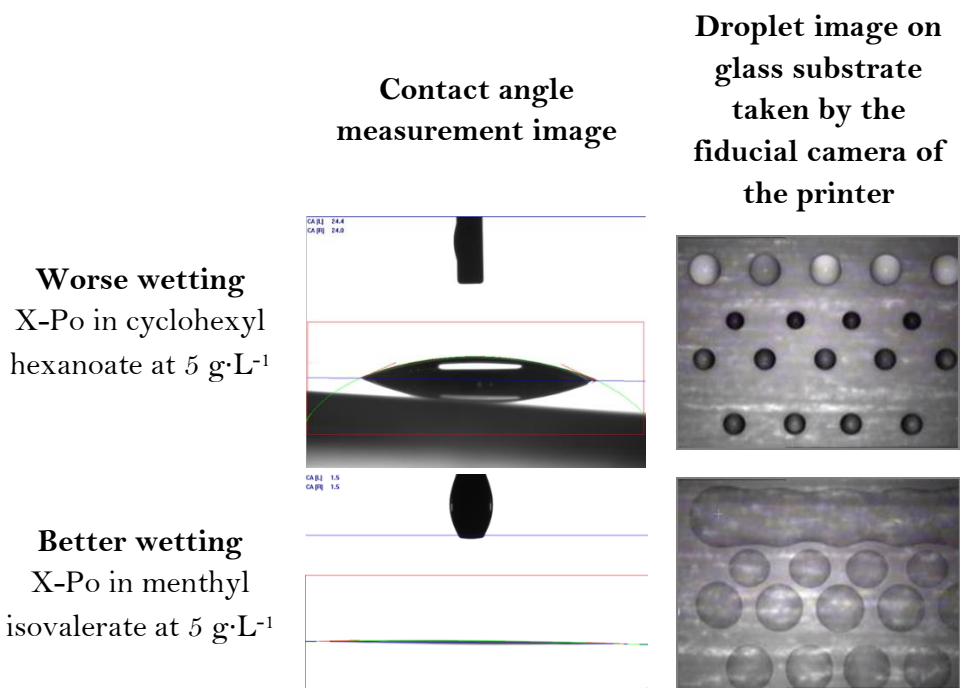 Droplet image on
glass substrate
taken by the
fiducial camera of
the printer
Contact angle
measurement image
Worse wetting
X-Po in cyclohexyl
hexanoate at 5 g·L⁻¹
CA [L] 24.4
CA [R] 24.0
Better wetting
X-Po in menthyl
isovalerate at 5 g·L⁻¹
CA [L] 1.5
CA [R] 1.5